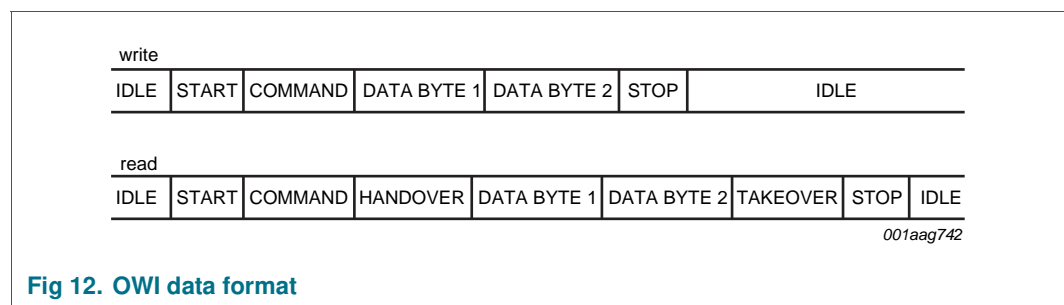 write
IDLE START COMMAND DATA BYTE 1 DATA BYTE 2 STOP IDLE
read
IDLE START COMMAND HANDOVER DATA BYTE 1 DATA BYTE 2 TAKEOVER STOP IDLE
001aag742
Fig 12. OWI data format